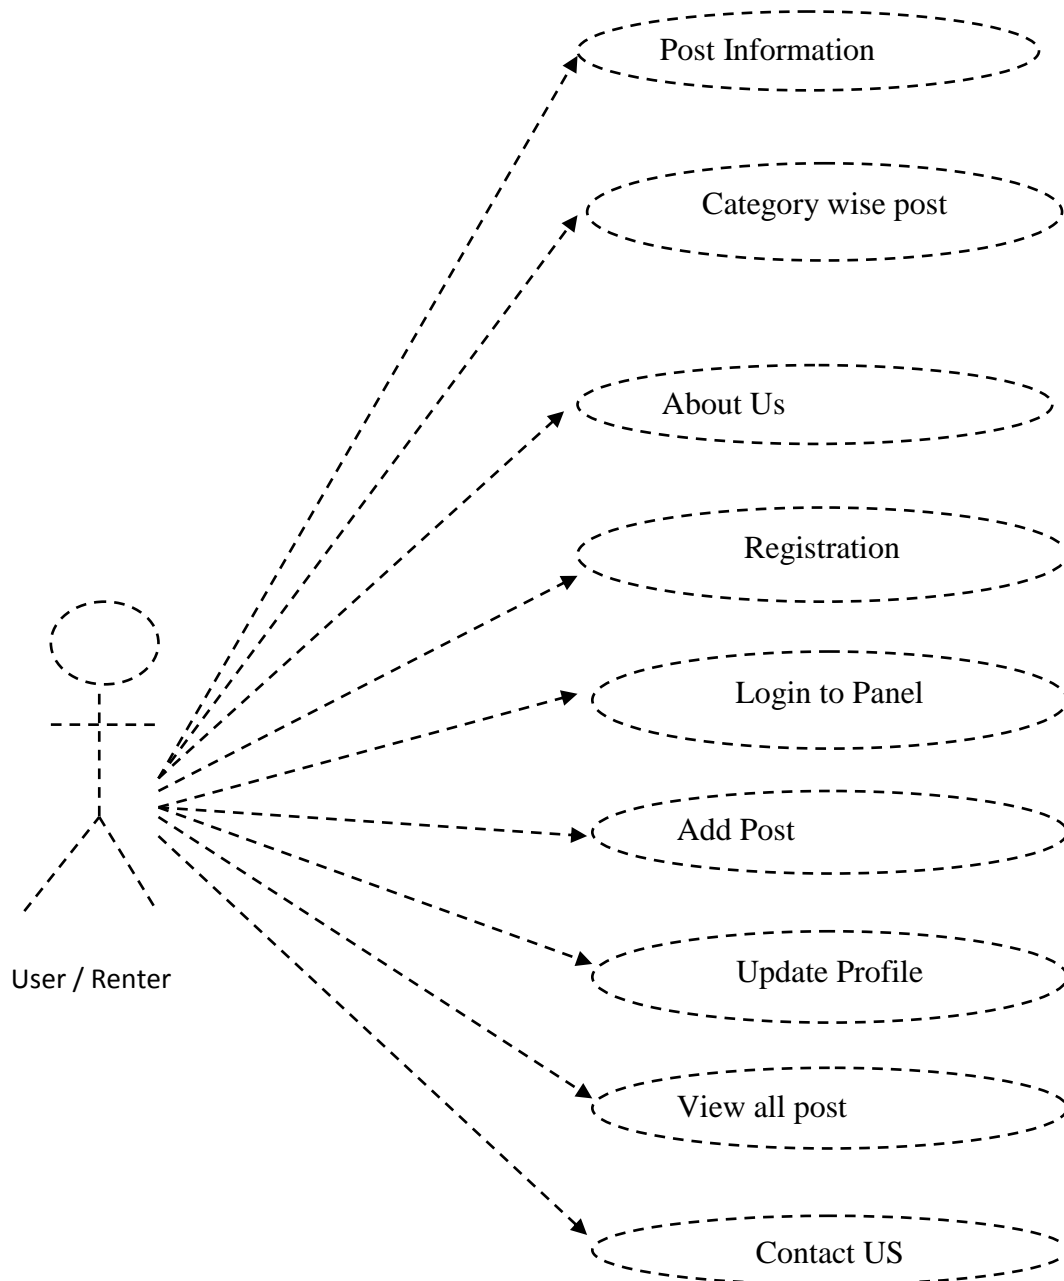 Post Information
Category wise post
About Us
Registration
Login to Panel
Add Post
Update Profile
User / Renter
View all post
Contact US